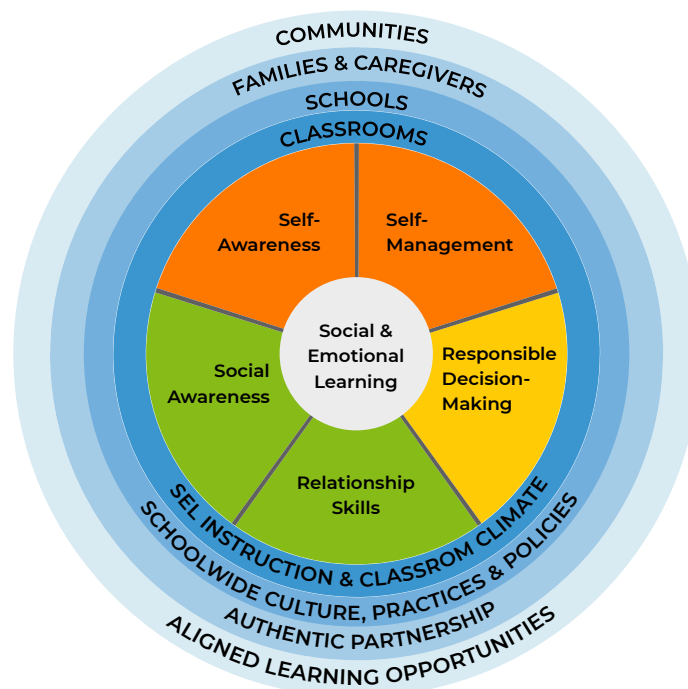 COMMUNITIES
FAMILIES & CAREGIVERS
SCHOOLS
CLASSROOMS
Self-
Awareness
Self-
Management
Social &
Emotional
Learning
Social
Awareness
Responsible
Decision-
Making
Relationship
Skills
SEL INSTRUCTION & CLASSROM CLIMATE
SCHOOLWIDE CULTURE, PRACTICES & POLICIES
AUTHENTIC PARTNERSHIP
ALIGNED LEARNING OPPORTUNITIES